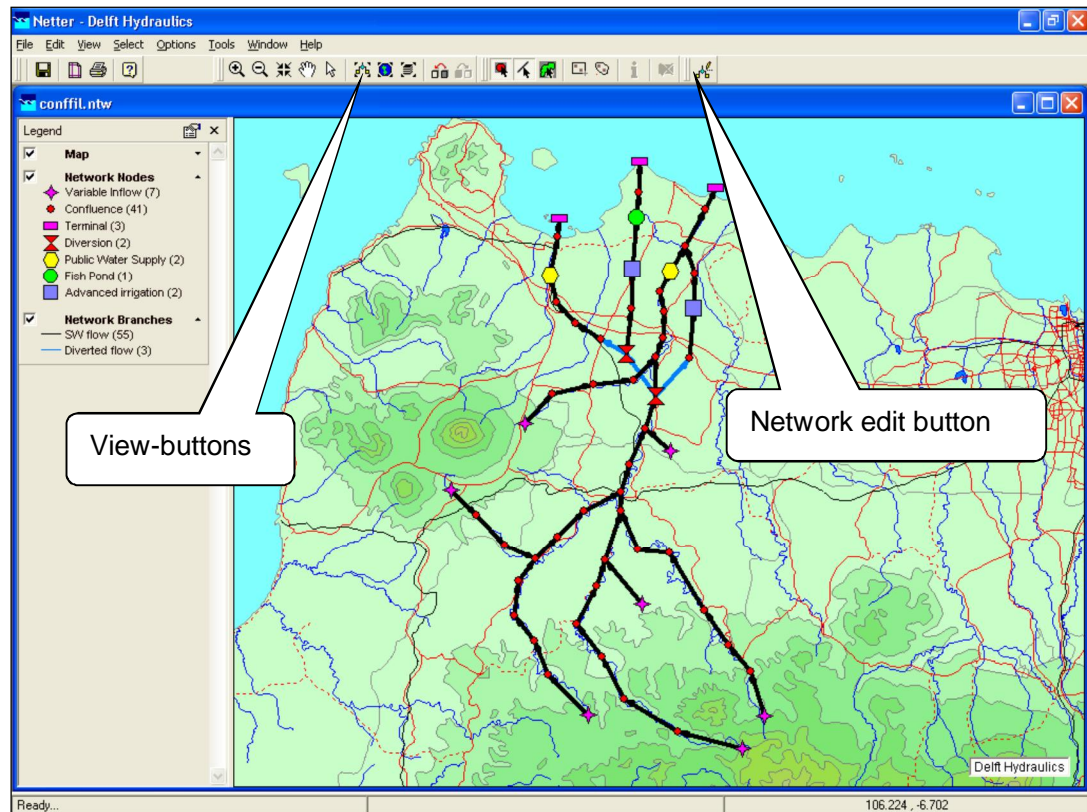 Netter - Delft Hydraulics
File Edit View Select Options Tools Window Help
conffil.ntw
Legend
Map
Network Nodes
Variable Inflow (7)
Confluence (41)
Terminal (3)
Diversion (2)
Public Water Supply (2)
Fish Pond (1)
Advanced irrigation (2)
Network Branches
SW flow (55)
Diverted flow (3)
View-buttons
Network edit button
Delft Hydraulics
Ready...
106.224 , -6.702